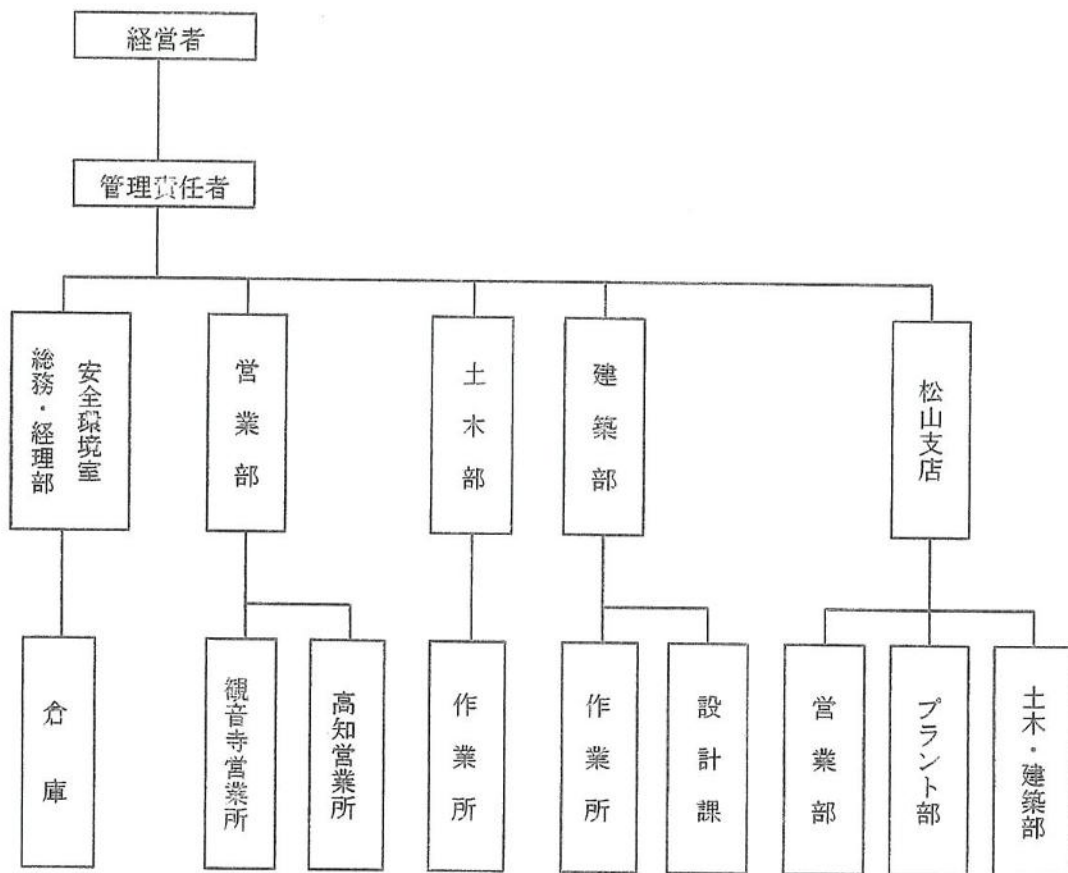 経営者
管理責任者
安全環境室
総務・経理部
営業部
土木部
建築部
松山支店
倉庫
観音寺営業所
高知営業所
作業所
作業所
設計課
営業部
プラント部
土木・建築部